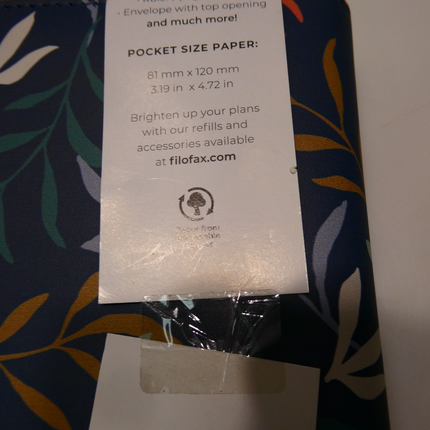 · Envelope with top opening
and much more!
POCKET SIZE PAPER:
81 mm x 120 mm
3.19 in x 4.72 in
Brighten up your plans
with our refills and
accessories available
at filofax.com
from